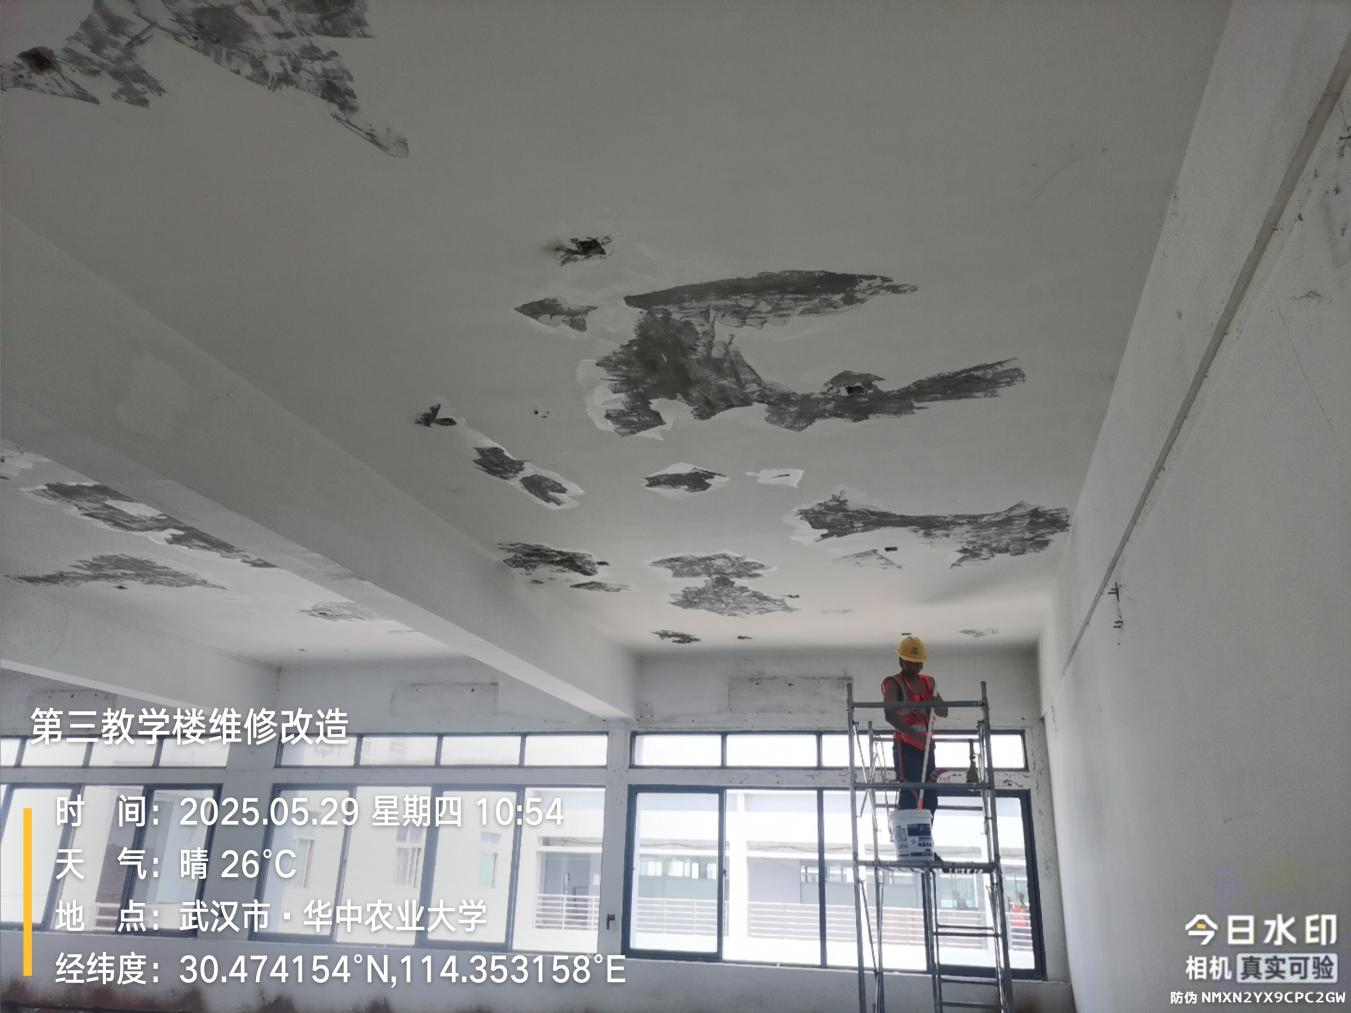 第三教学楼维修改造
时 间：2025.05.29 星期四 10:54
天 气：晴 26°C
地 点：武汉市·华中农业大学
经纬度：30.474154°N,114.353158°E
今日水印
相机 真实可验
防伪 NMXN2YX9CPC2GW